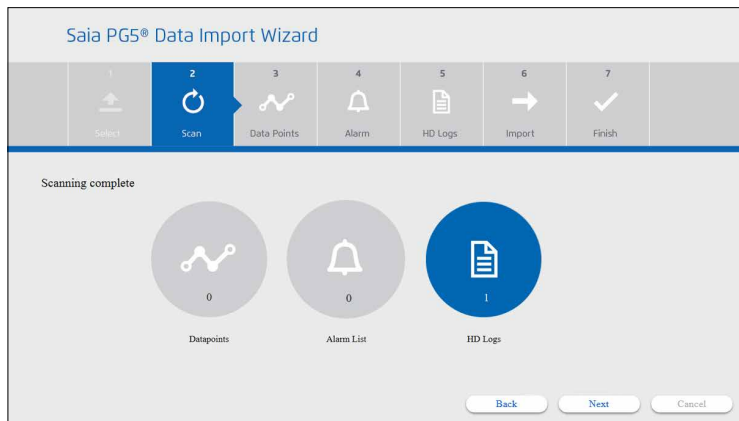 Saia PG5® Data Import Wizard
1 2 3 4 5 6 7
Select Scan Data Points Alarm HD Logs Import Finish
Scanning complete
0 0 1
Datapoints Alarm List HD Logs
Back Next Cancel